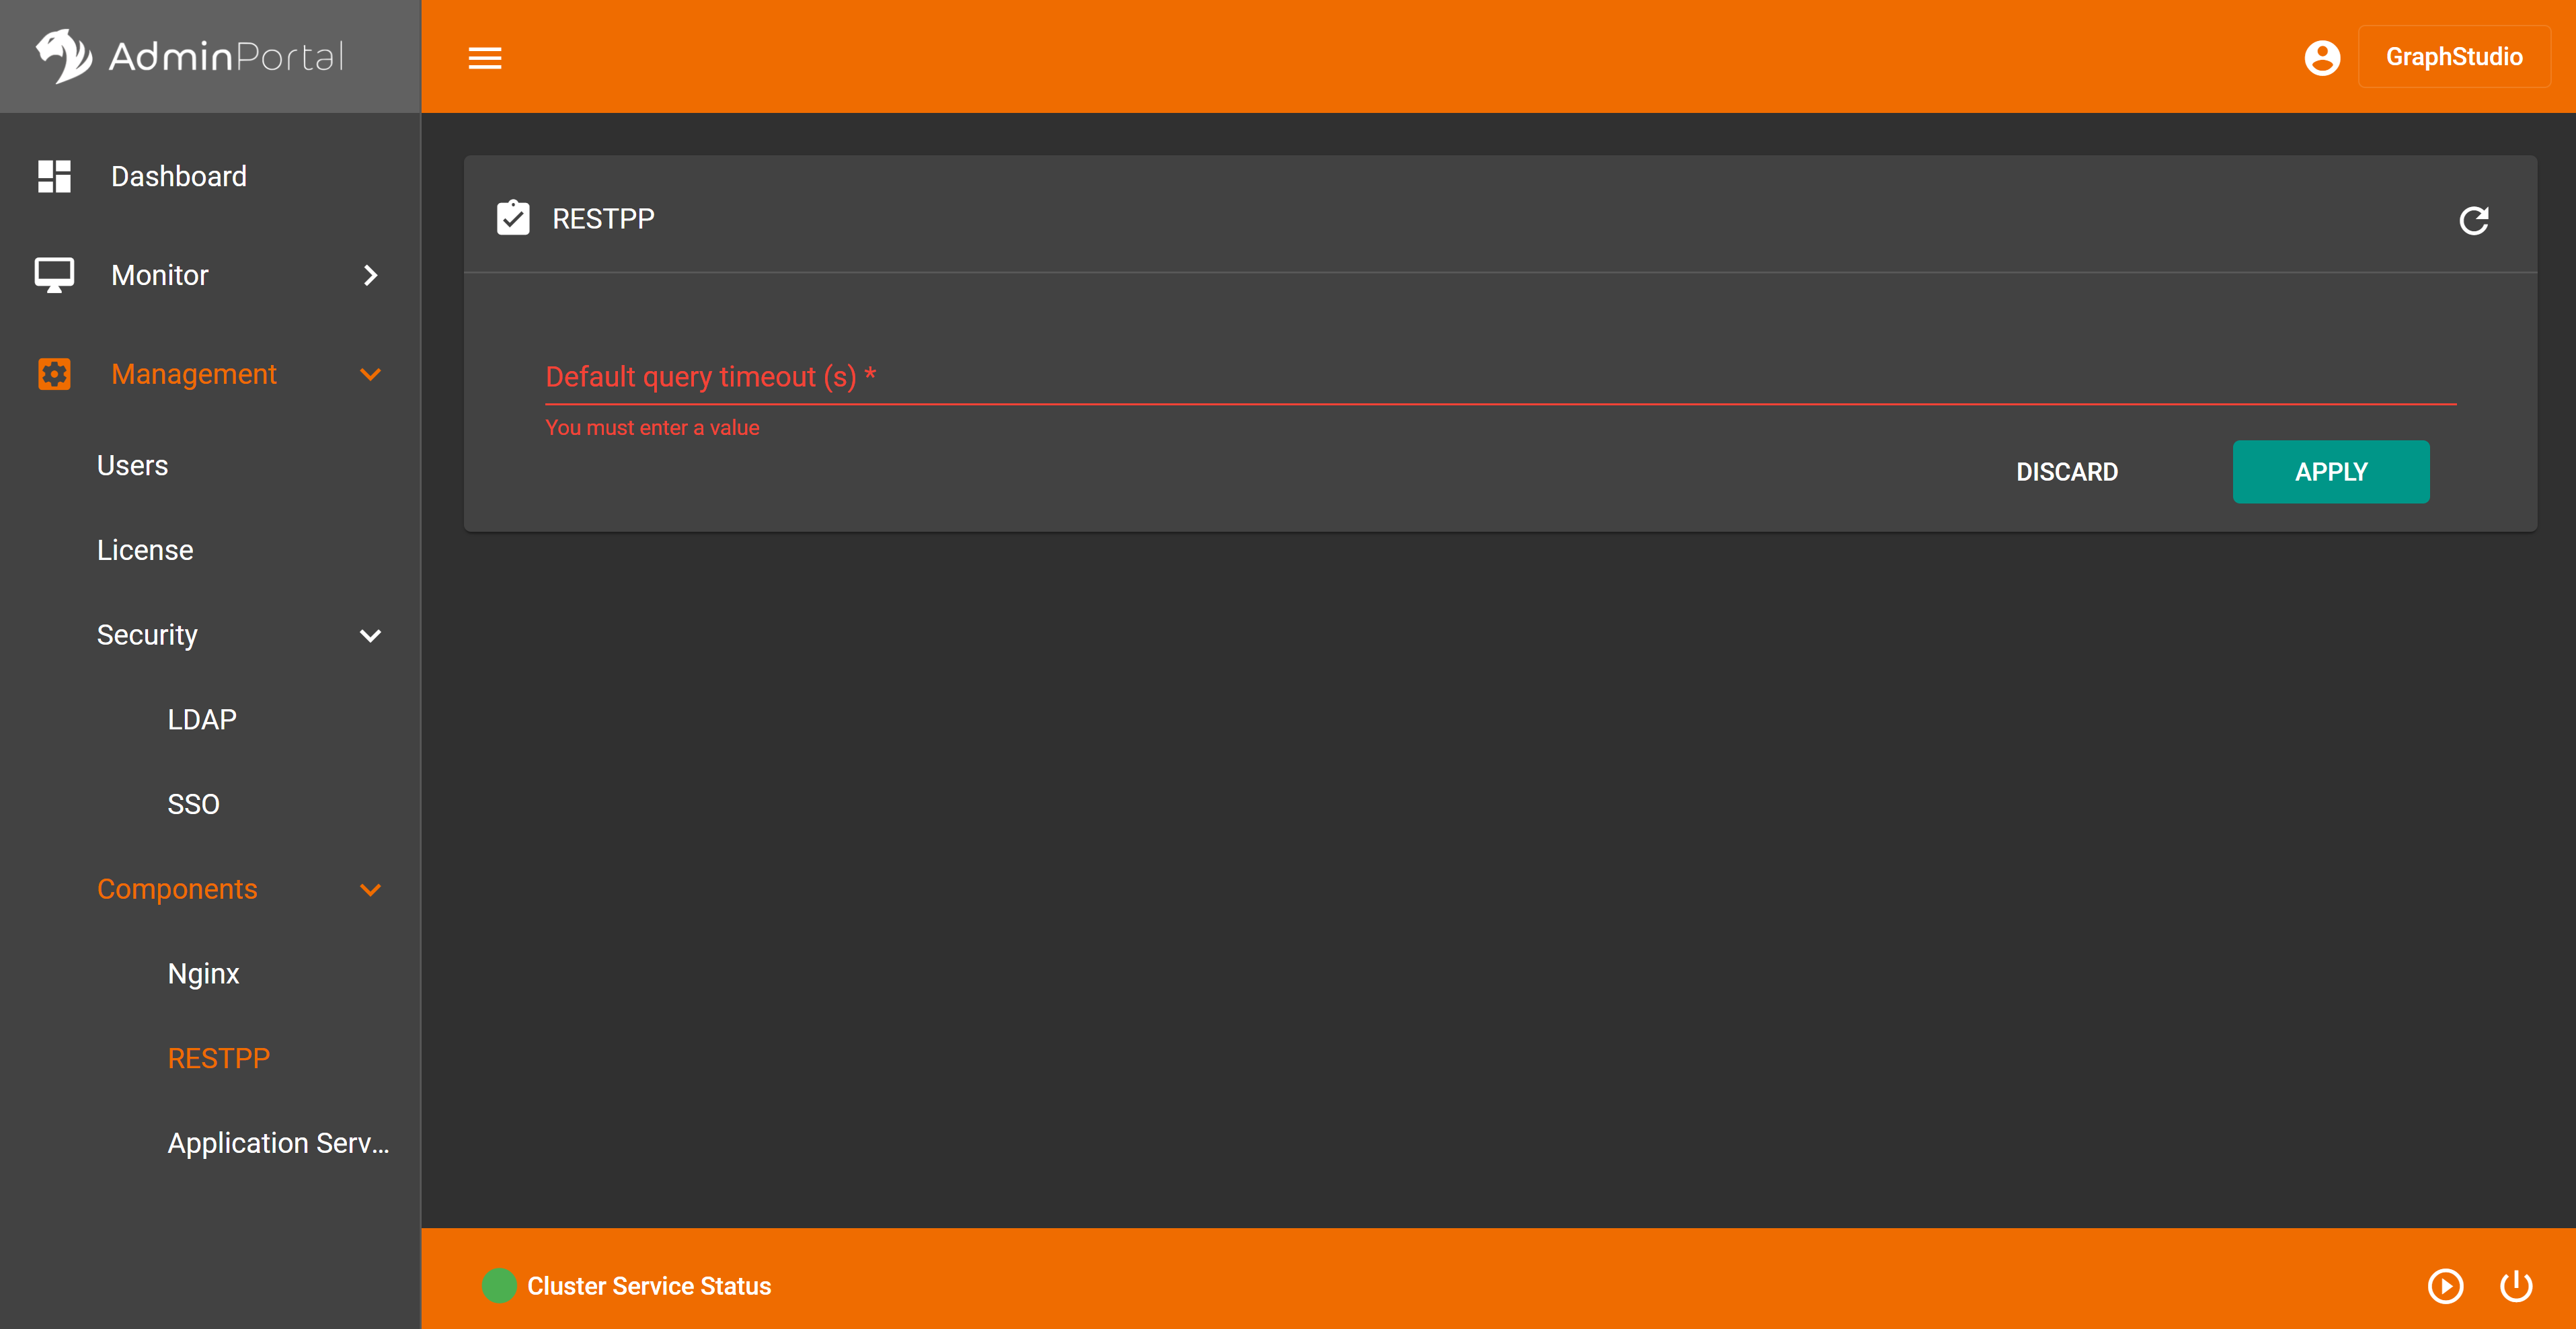 AdminPortal
GraphStudio
Dashboard
Monitor
Management
Users
License
Security
LDAP
SSO
Components
Nginx
RESTPP
Application Serv...
RESTPP
Default query timeout (s) *
You must enter a value
DISCARD
APPLY
Cluster Service Status